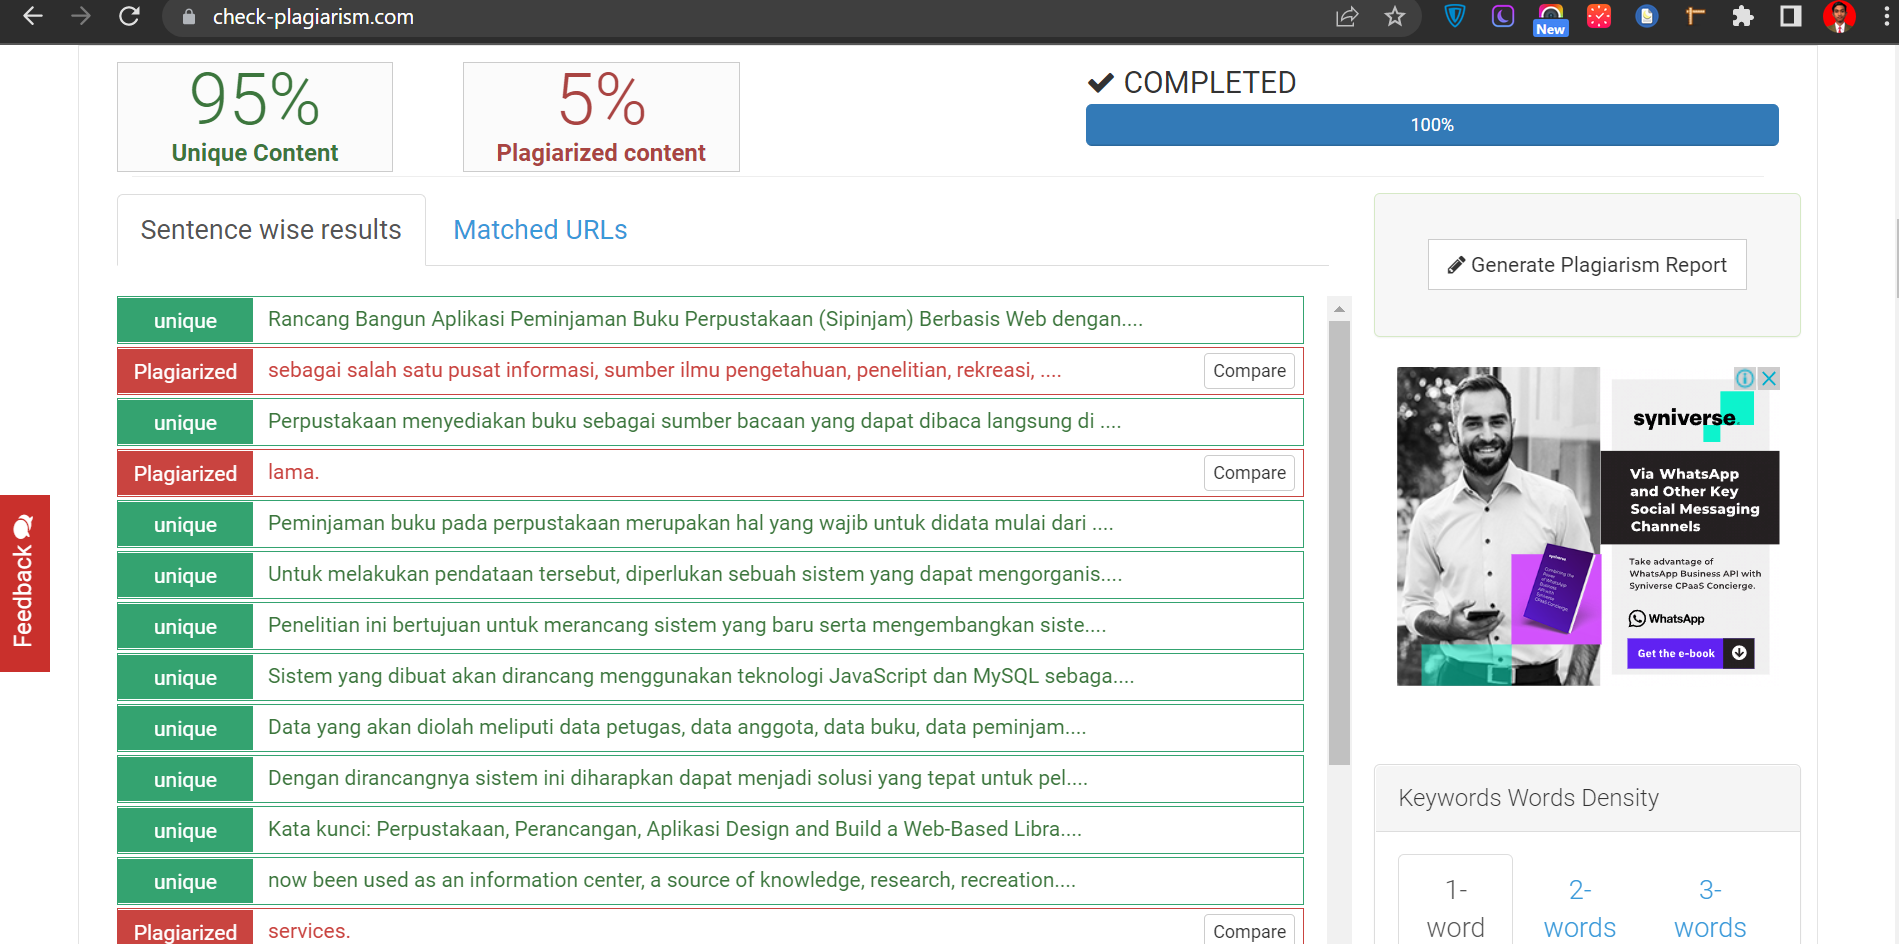 check-plagiarism.com
New
95%
Unique Content
5%
Plagiarized content
COMPLETED
100%
Sentence wise results
Matched URLs
Generate Plagiarism Report
unique Rancang Bangun Aplikasi Peminjaman Buku Perpustakaan (Sipinjam) Berbasis Web dengan....
Plagiarized sebagai salah satu pusat informasi, sumber ilmu pengetahuan, penelitian, rekreasi, .... Compare
unique Perpustakaan menyediakan buku sebagai sumber bacaan yang dapat dibaca langsung di ....
Plagiarized lama. Compare
unique Peminjaman buku pada perpustakaan merupakan hal yang wajib untuk didata mulai dari ....
unique Untuk melakukan pendataan tersebut, diperlukan sebuah sistem yang dapat mengorganis....
unique Penelitian ini bertujuan untuk merancang sistem yang baru serta mengembangkan siste....
unique Sistem yang dibuat akan dirancang menggunakan teknologi JavaScript dan MySQL sebaga....
unique Data yang akan diolah meliputi data petugas, data anggota, data buku, data peminjam....
unique Dengan dirancangnya sistem ini diharapkan dapat menjadi solusi yang tepat untuk pel....
unique Kata kunci: Perpustakaan, Perancangan, Aplikasi Design and Build a Web-Based Libra....
unique now been used as an information center, a source of knowledge, research, recreation....
Plagiarized services. Compare
Feedback
syniverse.
Via WhatsApp
and Other Key
Social Messaging
Channels
Take advantage of
WhatsApp Business API with
Syniverse CPaaS Concierge.
WhatsApp
Get the e-book
Keywords Words Density
1-
word
2-
words
3-
words